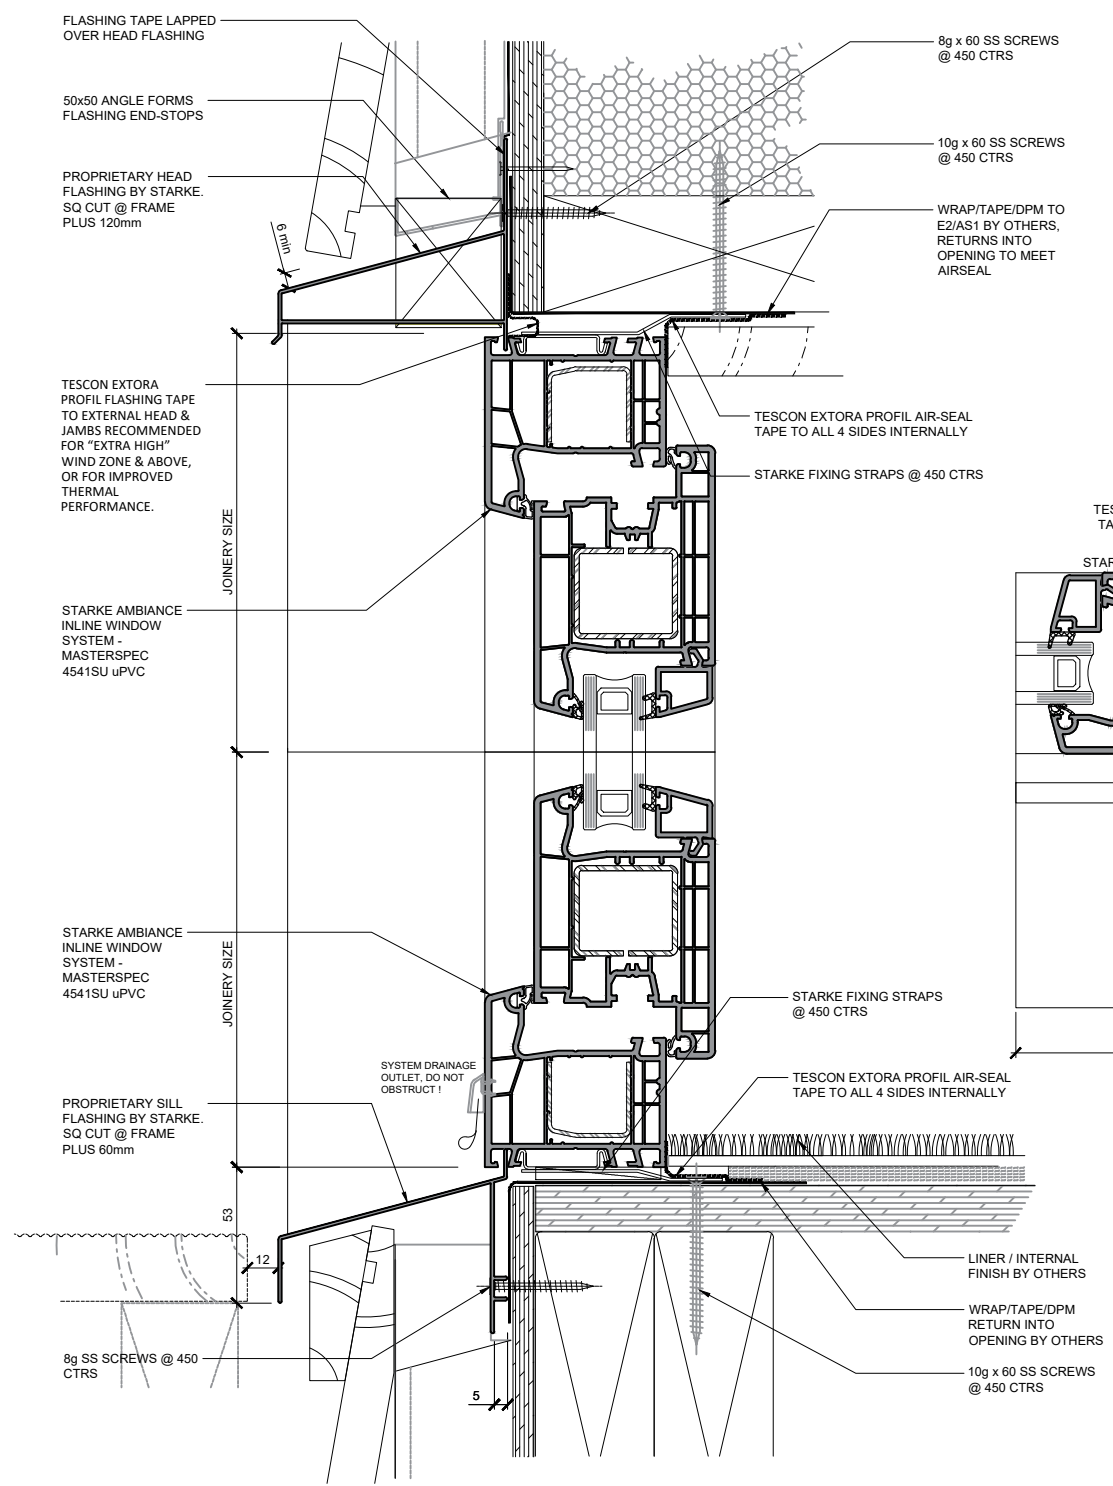 FLASHING TAPE LAPPED
OVER HEAD FLASHING
50x50 ANGLE FORMS
FLASHING END-STOPS
PROPRIETARY HEAD
FLASHING BY STARKE.
SQ CUT @ FRAME
PLUS 120mm
6 min
8g x 60 SS SCREWS
@ 450 CTRS
10g x 60 SS SCREWS
@ 450 CTRS
WRAP/TAPE/DPM TO
E2/AS1 BY OTHERS,
RETURNS INTO
OPENING TO MEET
AIRSEAL
TESCON EXTORA
PROFIL FLASHING TAPE
TO EXTERNAL HEAD &
JAMBS RECOMMENDED
FOR “EXTRA HIGH”
WIND ZONE & ABOVE,
OR FOR IMPROVED
THERMAL
PERFORMANCE.
TESCON EXTORA PROFIL AIR-SEAL
TAPE TO ALL 4 SIDES INTERNALLY
STARKE FIXING STRAPS @ 450 CTRS
JOINERY SIZE
TES
TA
STAR
STARKE AMBIANCE
INLINE WINDOW
SYSTEM -
MASTERSPEC
4541SU uPVC
STARKE AMBIANCE
INLINE WINDOW
SYSTEM -
MASTERSPEC
4541SU uPVC
JOINERY SIZE
STARKE FIXING STRAPS
@ 450 CTRS
SYSTEM DRAINAGE
OUTLET, DO NOT
OBSTRUCT !
TESCON EXTORA PROFIL AIR-SEAL
TAPE TO ALL 4 SIDES INTERNALLY
PROPRIETARY SILL
FLASHING BY STARKE.
SQ CUT @ FRAME
PLUS 60mm
53
12
LINER / INTERNAL
FINISH BY OTHERS
WRAP/TAPE/DPM
RETURN INTO
OPENING BY OTHERS
8g SS SCREWS @ 450
CTRS
10g x 60 SS SCREWS
@ 450 CTRS
5